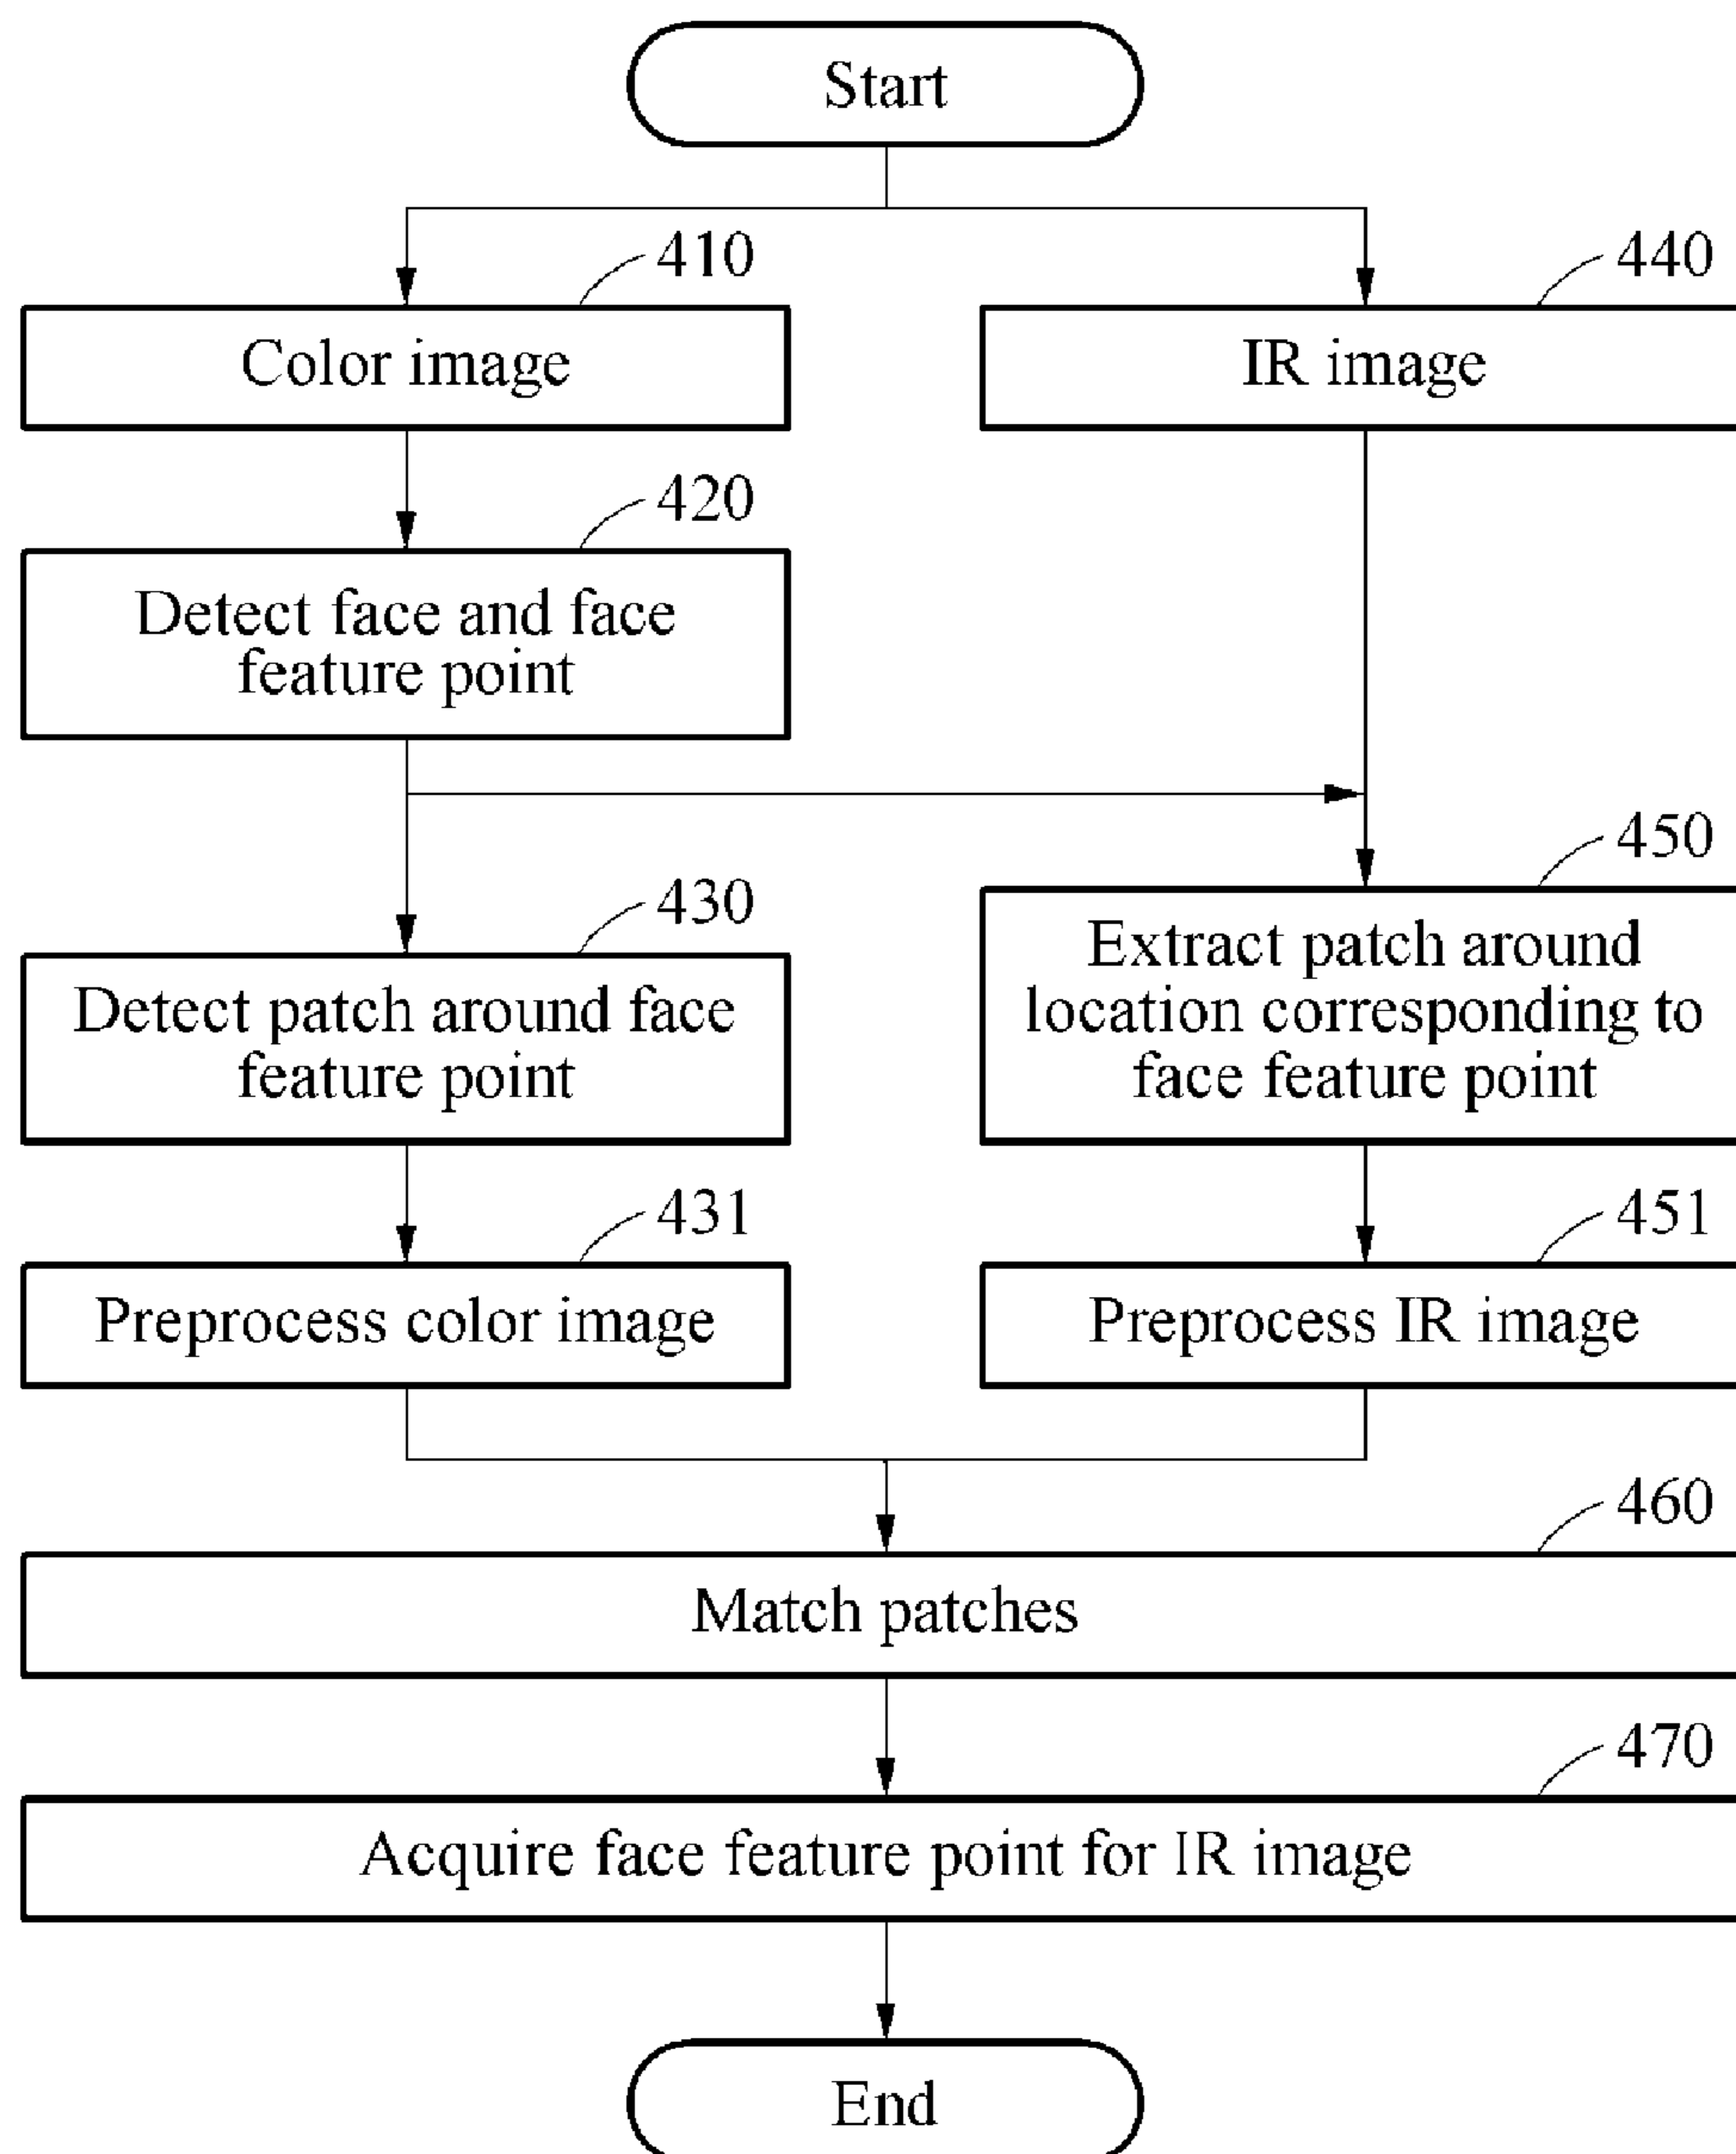 Start
410
440
Color image
IR image
420
Detect face and face
feature point
430
450
Detect patch around face
feature point
Extract patch around
location corresponding to
face feature point
431
451
Preprocess color image
Preprocess IR image
460
Match patches
470
Acquire face feature point for IR image
End